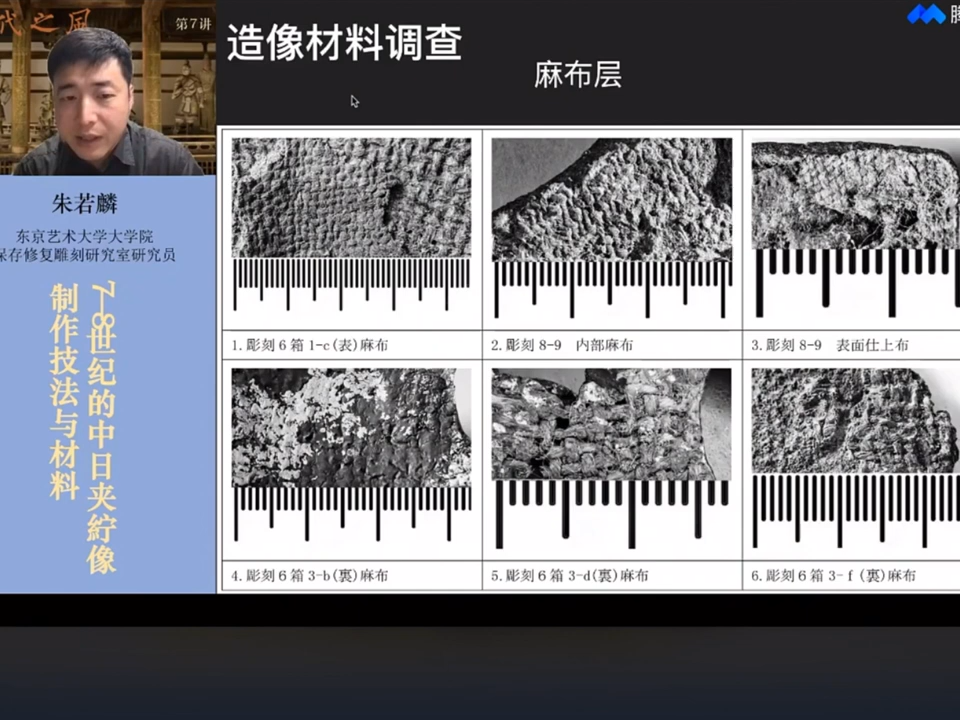 代之風
第7讲
造像材料调查
麻布层
腾
朱若麟
东京艺术大学大学院
保存修复雕刻研究室研究员
7—8世纪的中日夹紵像
制作技法与材料
1.彫刻6箱1-c(表)麻布
2.彫刻8-9 内部麻布
3.彫刻8-9 表面仕上布
4.彫刻6箱3-b(裏)麻布
5.彫刻6箱3-d(裏)麻布
6.彫刻6箱3-f(裏)麻布